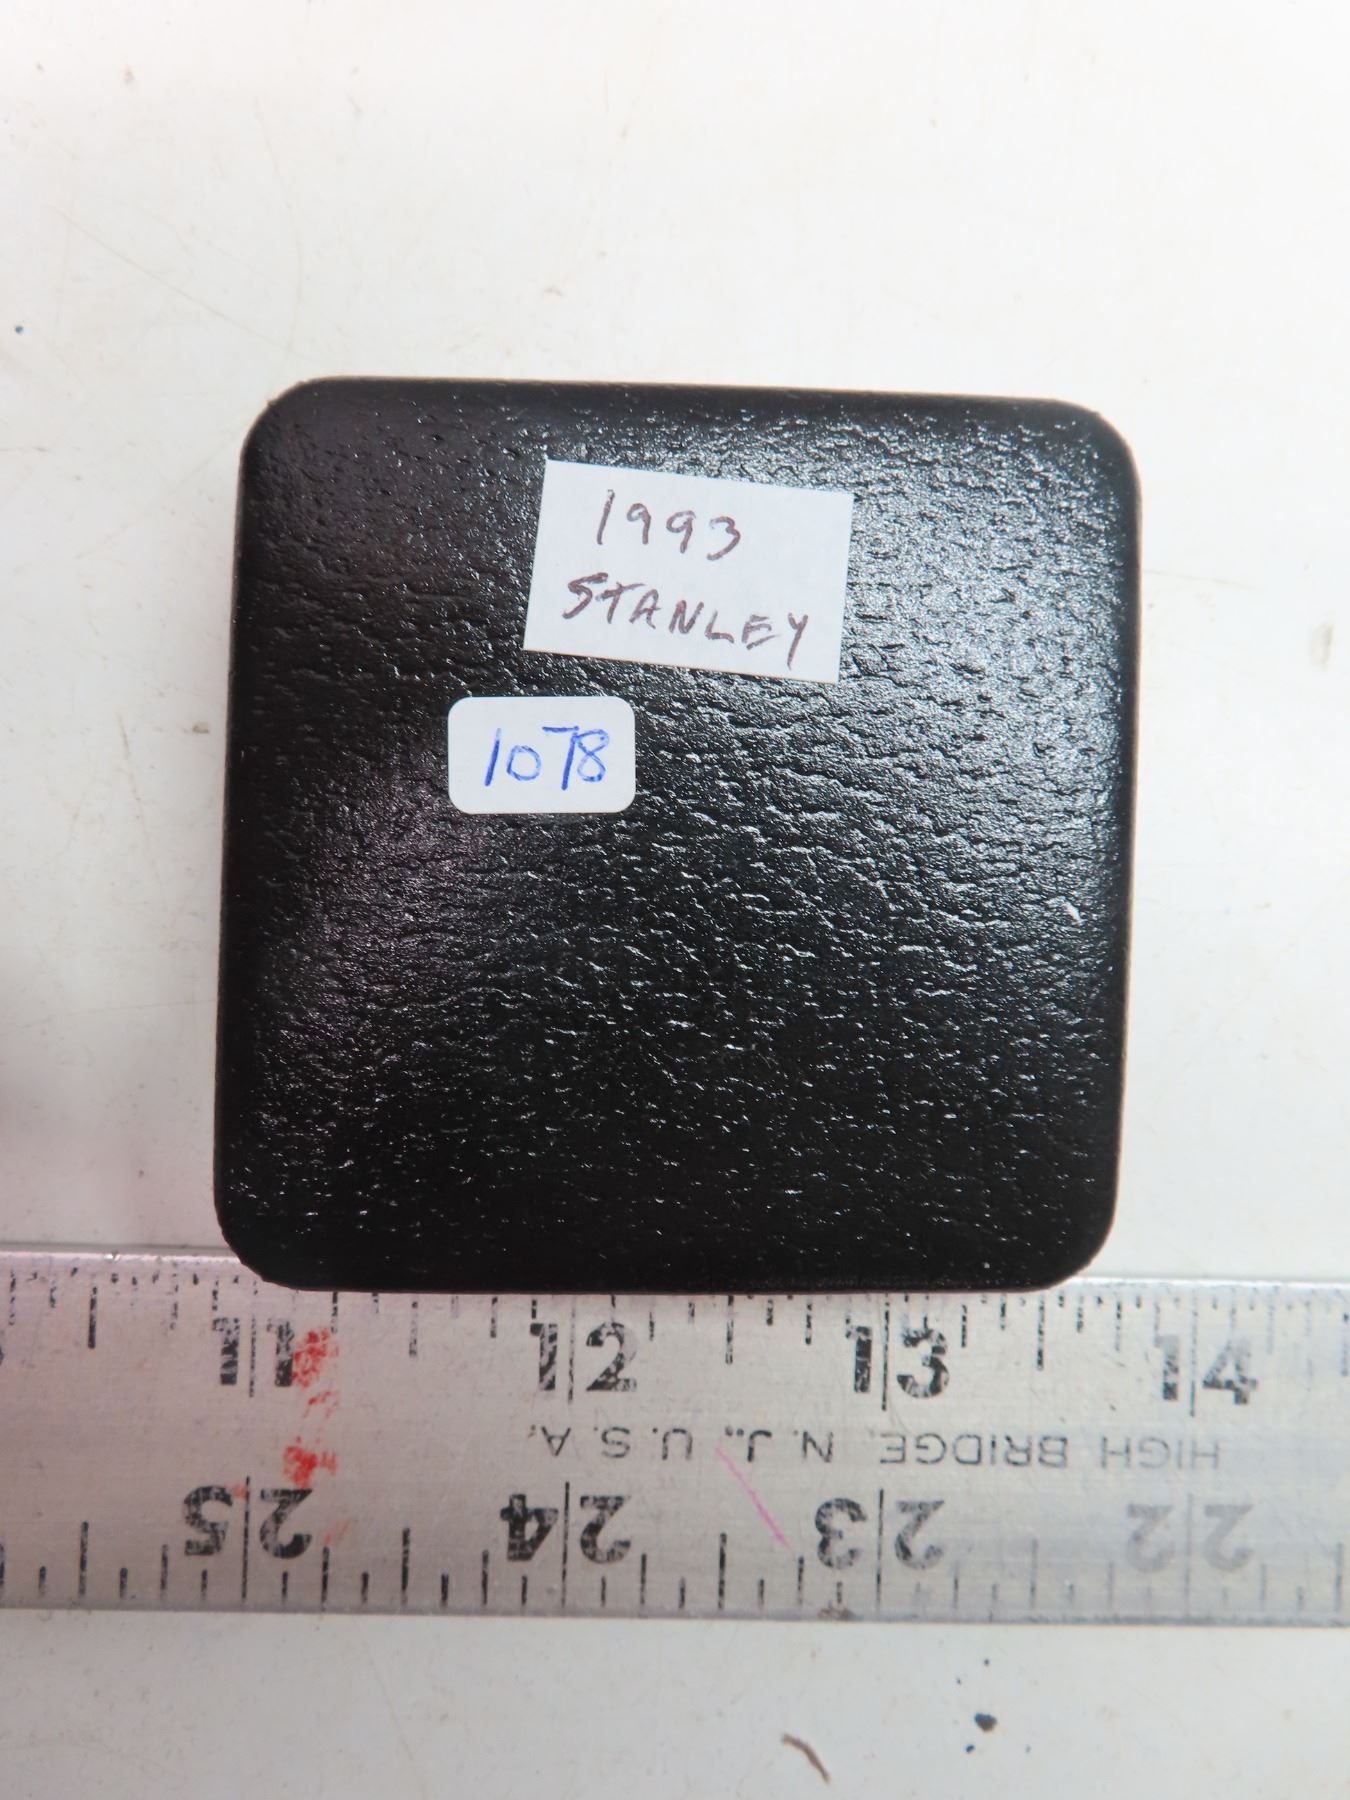 1993
STANLEY
1078
11 12 13 14
HIGH BRIDGE, N.J., U.S.A.
25 24 23 22